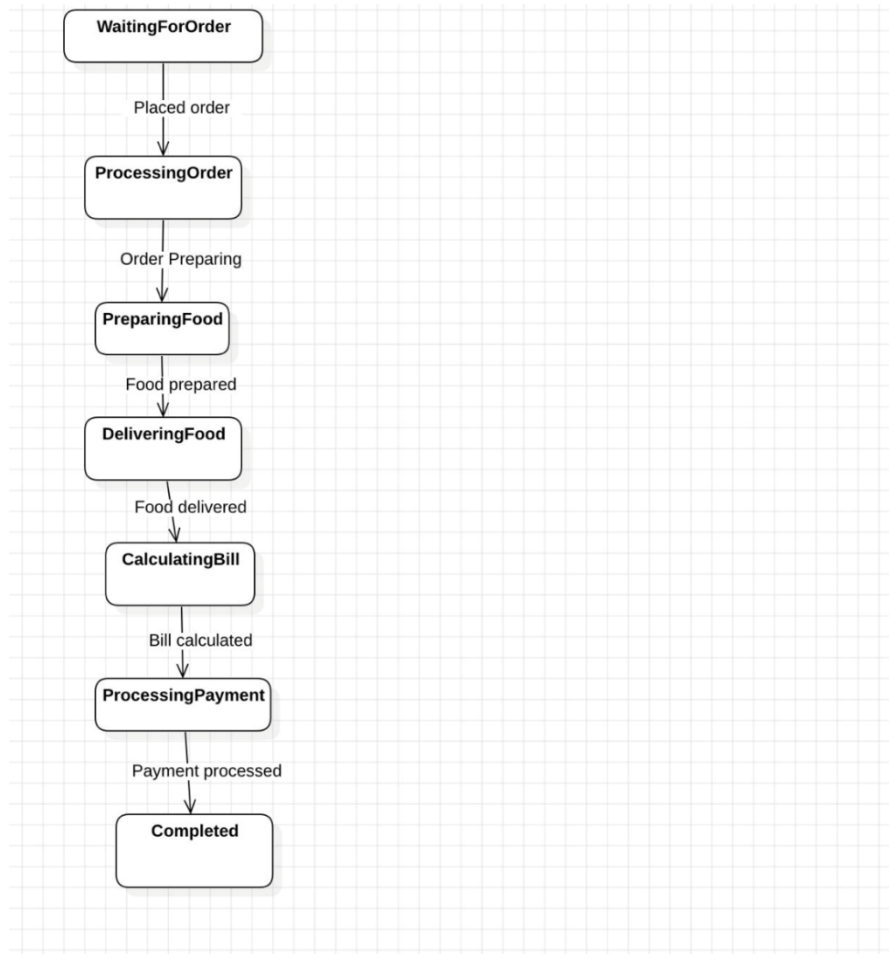 WaitingForOrder
Placed order
ProcessingOrder
Order Preparing
PreparingFood
Food prepared
DeliveringFood
Food delivered
CalculatingBill
Bill calculated
ProcessingPayment
Payment processed
Completed